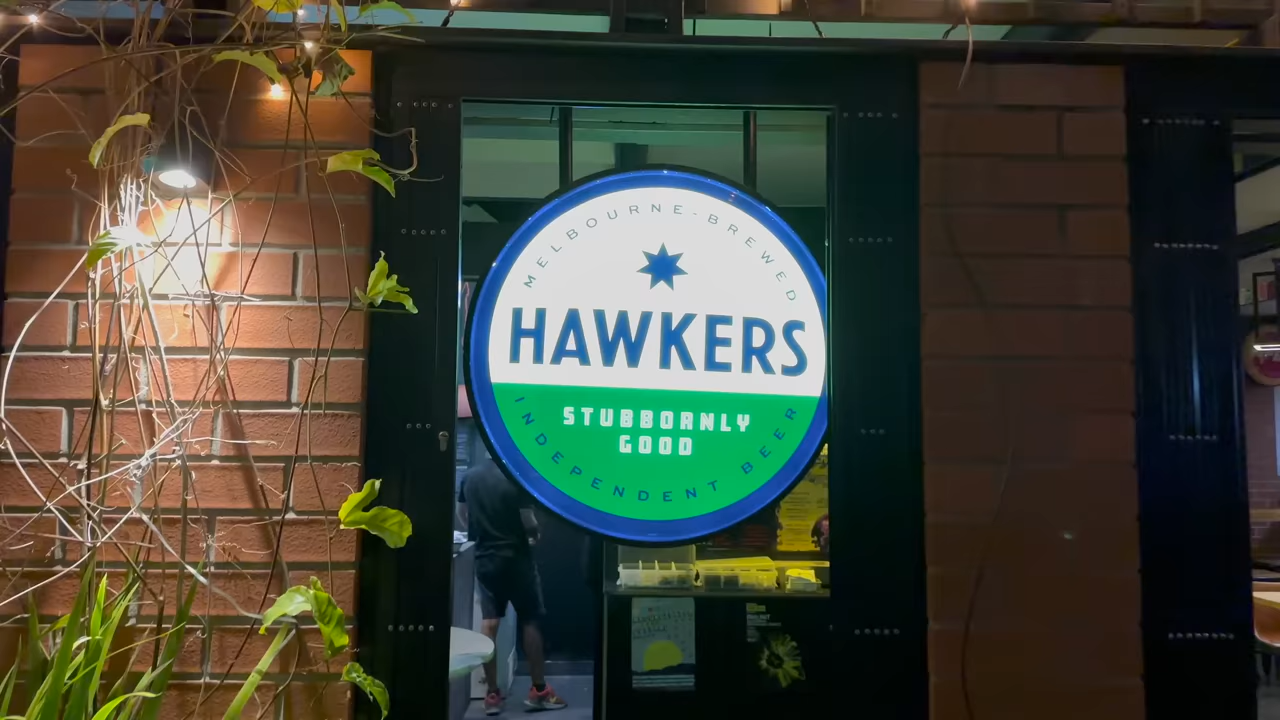 MELBOURNE-BREWED
HAWKERS
STUBBORNLY
GOOD
INDEPENDENT BEER